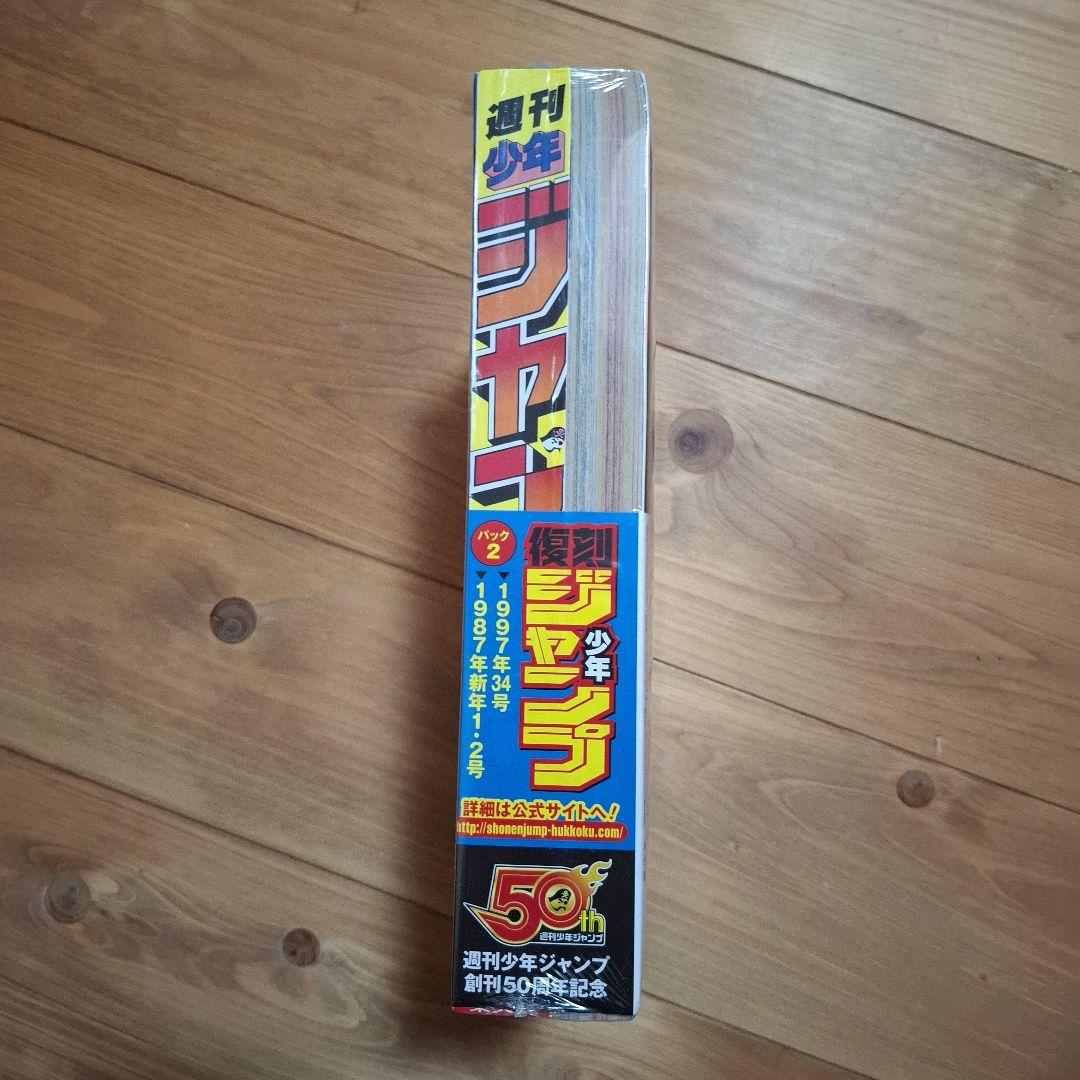 週刊
少年
ジャン
パック
2
復刻
少年
ジャンプ
▼1997年34号
▼1987年新年1・2号
詳細は公式サイトへ!
http://shonenjump-hukkoku.com/
50th
週刊少年ジャンプ
週刊少年ジャンプ
創刊50周年記念